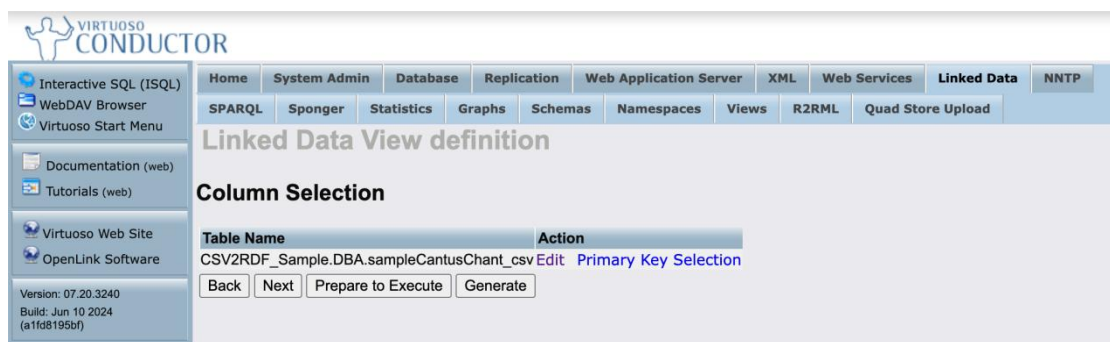 VIRTUOSO
CONDUCTOR
Interactive SQL (ISQL)
WebDAV Browser
Virtuoso Start Menu
Documentation (web)
Tutorials (web)
Virtuoso Web Site
OpenLink Software
Version: 07.20.3240
Build: Jun 10 2024
(a1fd8195bf)
Home System Admin Database Replication Web Application Server XML Web Services Linked Data NNTP
SPARQL Sponger Statistics Graphs Schemas Namespaces Views R2RML Quad Store Upload
Linked Data View definition
Column Selection
Table Name Action
CSV2RDF_Sample.DBA.sampleCantusChant_csv Edit Primary Key Selection
Back Next Prepare to Execute Generate